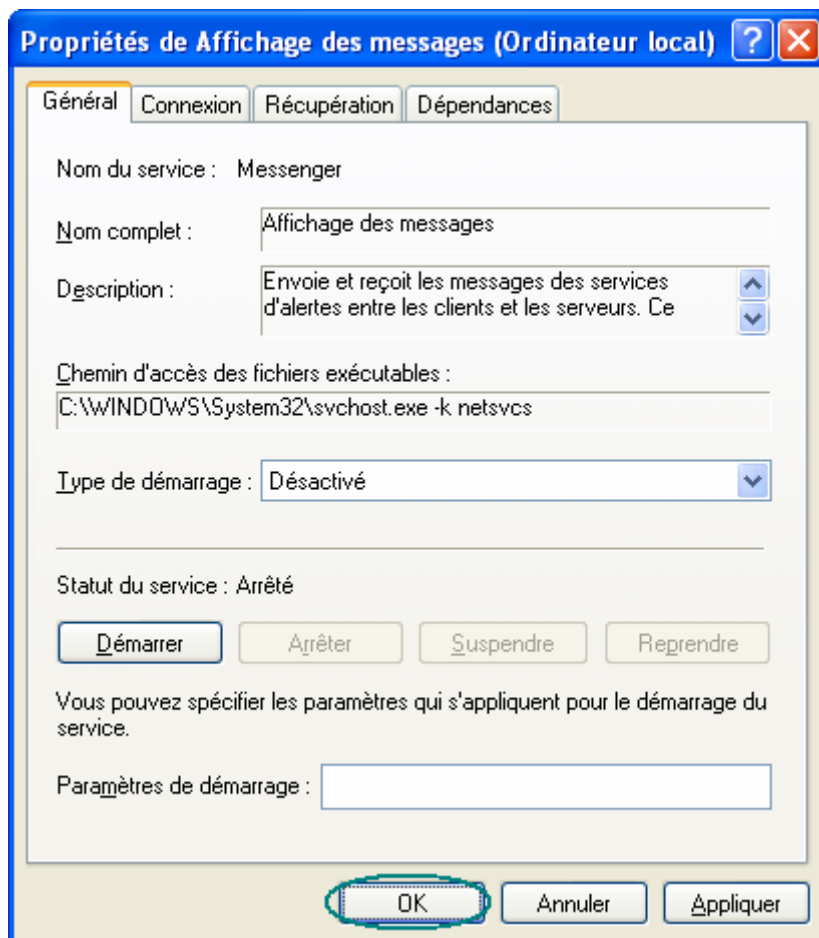 Propriétés de Affichage des messages (Ordinateur local)
Général Connexion Récupération Dépendances
Nom du service : Messenger
Nom complet : Affichage des messages
Description : Envoie et reçoit les messages des services
d'alertes entre les clients et les serveurs. Ce
Chemin d'accès des fichiers exécutables :
C:\WINDOWS\System32\svchost.exe -k netsvcs
Type de démarrage : Désactivé
Statut du service : Arrêté
Démarrer Arrêter Suspendre Reprendre
Vous pouvez spécifier les paramètres qui s'appliquent pour le démarrage du
service.
Paramètres de démarrage :
OK Annuler Appliquer